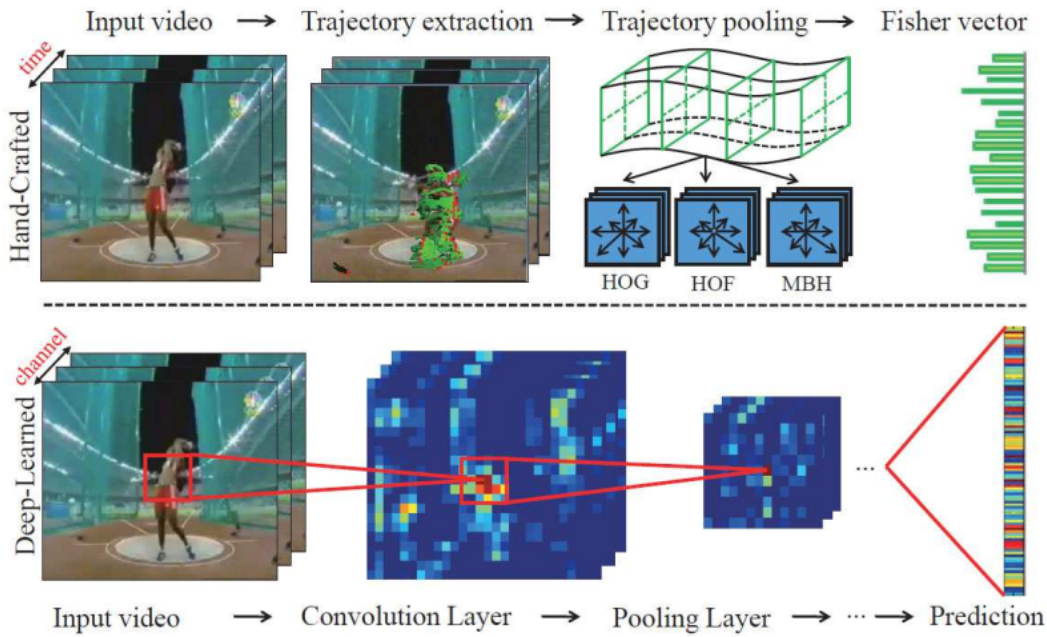 Input video → Trajectory extraction → Trajectory pooling → Fisher vector
time
Hand-Crafted
HOG HOF MBH
channel
Deep-Learned
...
Input video → Convolution Layer → Pooling Layer → ... → Prediction